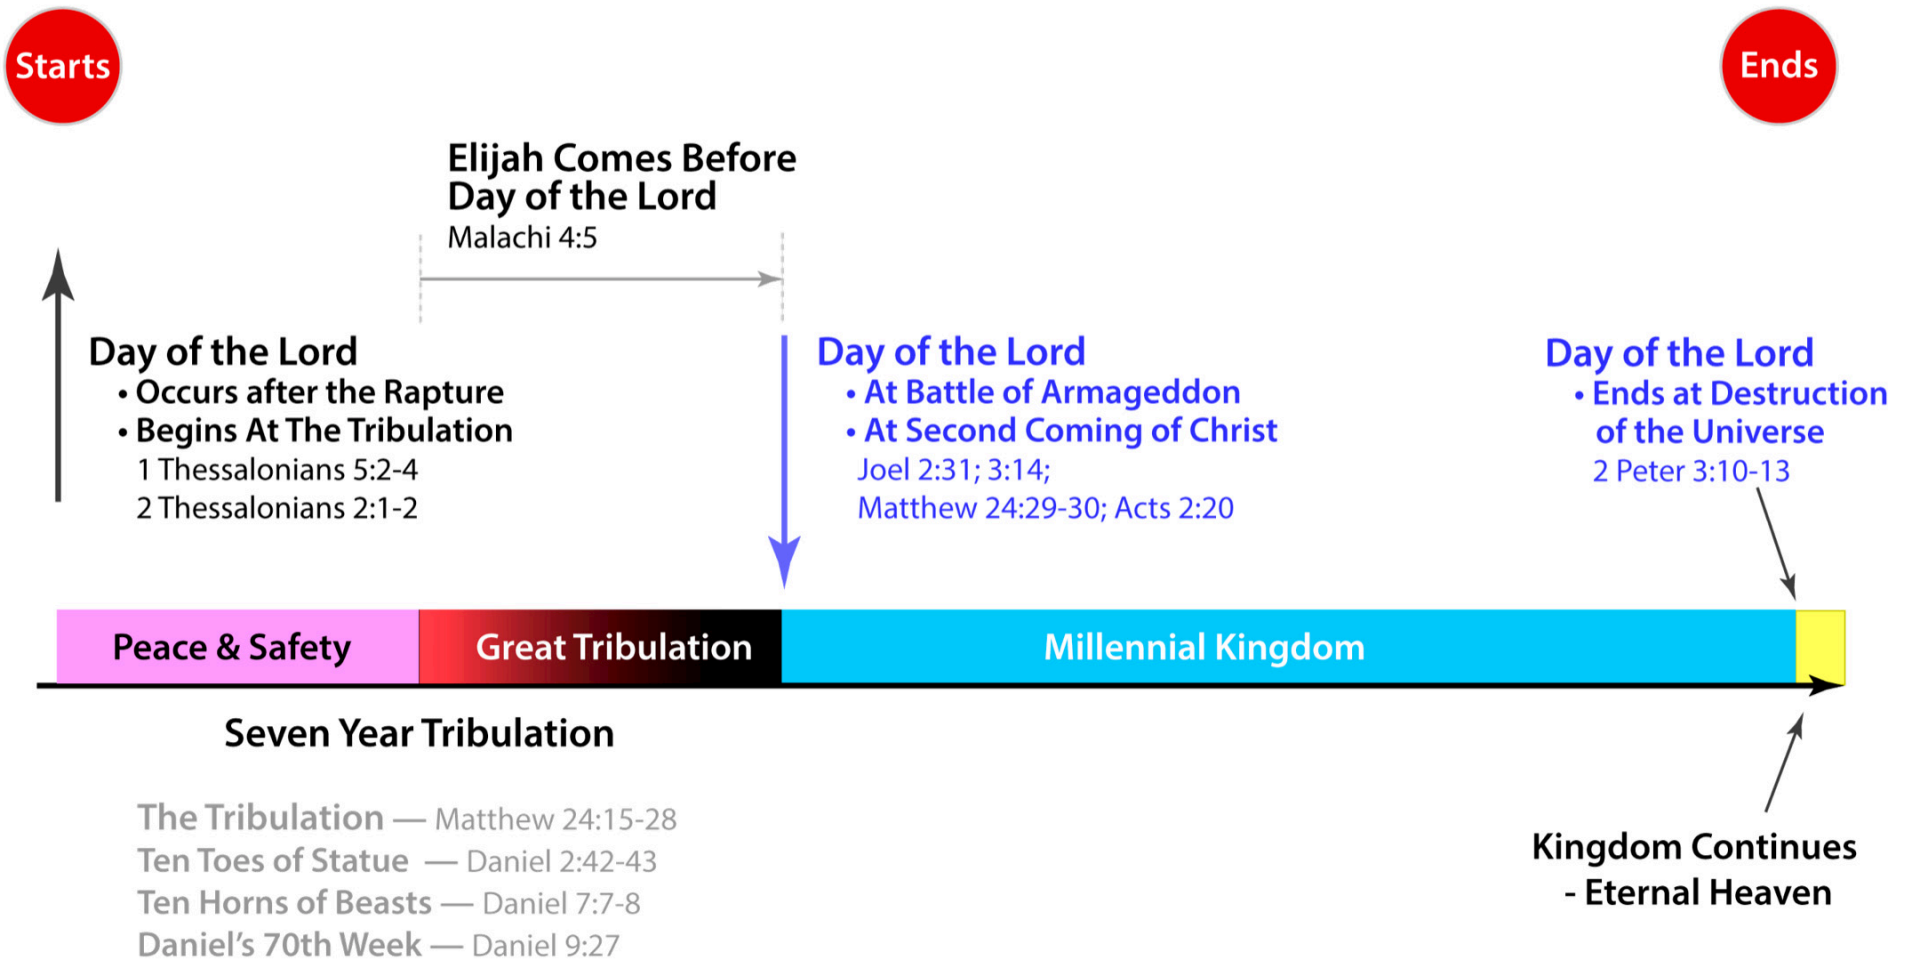 Starts
Ends
Elijah Comes Before
Day of the Lord
Malachi 4:5
Day of the Lord
• Occurs after the Rapture
• Begins At The Tribulation
1 Thessalonians 5:2-4
2 Thessalonians 2:1-2
Day of the Lord
• At Battle of Armageddon
• At Second Coming of Christ
Joel 2:31; 3:14;
Matthew 24:29-30; Acts 2:20
Day of the Lord
• Ends at Destruction
of the Universe
2 Peter 3:10-13
Peace & Safety
Great Tribulation
Millennial Kingdom
Seven Year Tribulation
The Tribulation — Matthew 24:15-28
Ten Toes of Statue — Daniel 2:42-43
Ten Horns of Beasts — Daniel 7:7-8
Daniel’s 70th Week — Daniel 9:27
Kingdom Continues
- Eternal Heaven